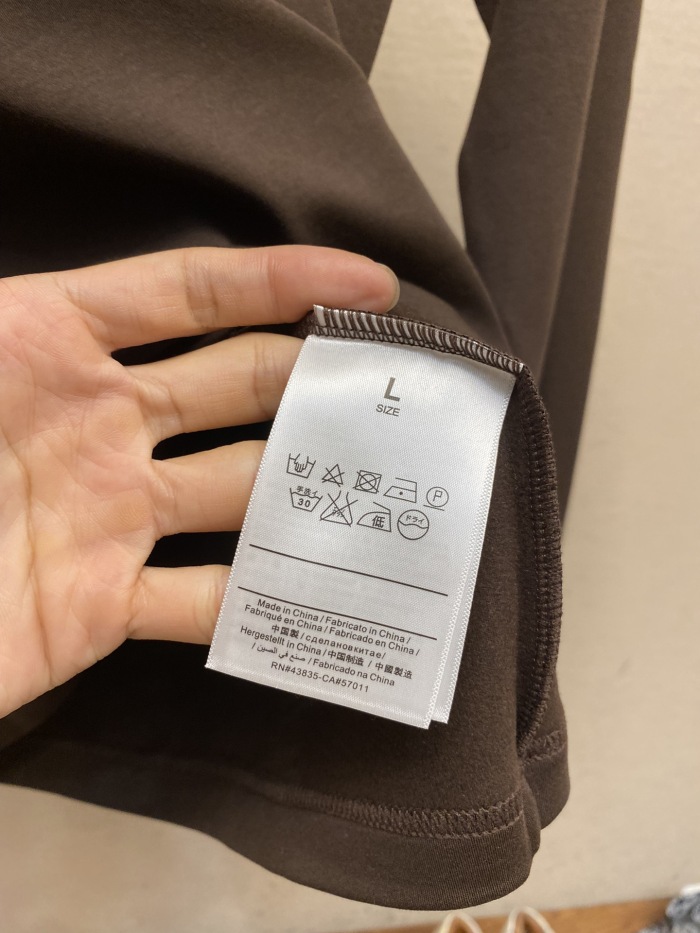 L
SIZE
P
手洗イ
30
低
ドライ
Made in China / Fabricato in China /
Fabriqué en China / Fabricado en China /
中国製 / сделановкитае/
Hergestellt in China / 中国制造 / 中國製造
/ صنع في الصين / Fabricado na China
RN#43835-CA#57011